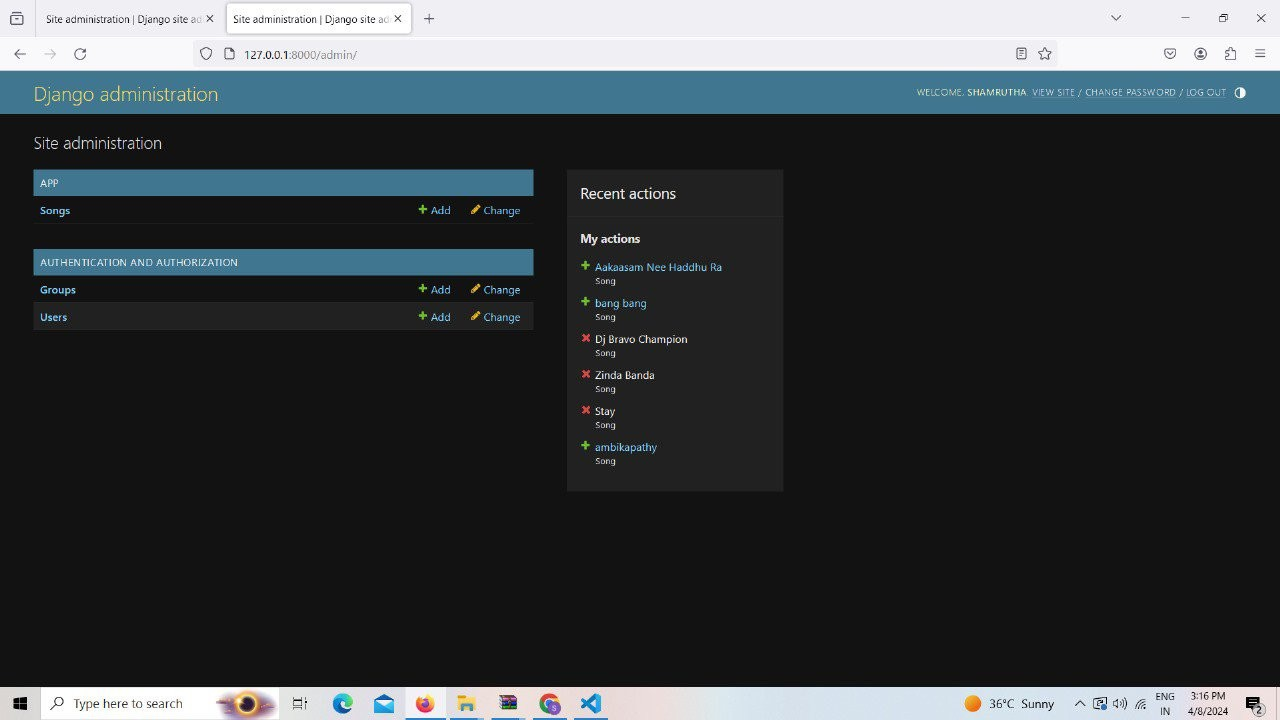 Site administration | Django site ad
Site administration | Django site ad
127.0.0.1:8000/admin/
Django administration
WELCOME, SHAMRUTHA. VIEW SITE / CHANGE PASSWORD / LOG OUT
Site administration
APP
Songs Add Change
AUTHENTICATION AND AUTHORIZATION
Groups Add Change
Users Add Change
Recent actions
My actions
Aakaasam Nee Haddhu Ra
Song
bang bang
Song
Dj Bravo Champion
Song
Zinda Banda
Song
Stay
Song
ambikapathy
Song
Type here to search
36°C Sunny
ENG
IN
3:16 PM
4/8/2024
2